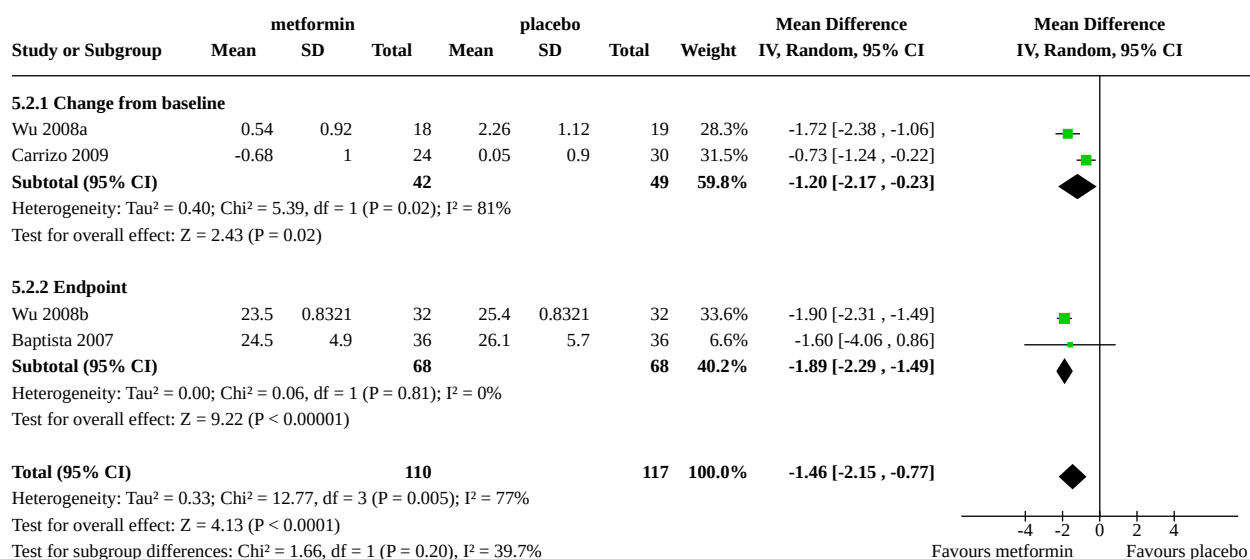 metformin placebo Mean Difference Mean Difference
Study or Subgroup Mean SD Total Mean SD Total Weight IV, Random, 95% CI IV, Random, 95% CI
5.2.1 Change from baseline
Wu 2008a 0.54 0.92 18 2.26 1.12 19 28.3% -1.72 [-2.38 , -1.06]
Carrizo 2009 -0.68 1 24 0.05 0.9 30 31.5% -0.73 [-1.24 , -0.22]
Subtotal (95% CI) 42 49 59.8% -1.20 [-2.17 , -0.23]
Heterogeneity: Tau² = 0.40; Chi² = 5.39, df = 1 (P = 0.02); I² = 81%
Test for overall effect: Z = 2.43 (P = 0.02)
5.2.2 Endpoint
Wu 2008b 23.5 0.8321 32 25.4 0.8321 32 33.6% -1.90 [-2.31 , -1.49]
Baptista 2007 24.5 4.9 36 26.1 5.7 36 6.6% -1.60 [-4.06 , 0.86]
Subtotal (95% CI) 68 68 40.2% -1.89 [-2.29 , -1.49]
Heterogeneity: Tau² = 0.00; Chi² = 0.06, df = 1 (P = 0.81); I² = 0%
Test for overall effect: Z = 9.22 (P < 0.00001)
Total (95% CI) 110 117 100.0% -1.46 [-2.15 , -0.77]
Heterogeneity: Tau² = 0.33; Chi² = 12.77, df = 3 (P = 0.005); I² = 77%
Test for overall effect: Z = 4.13 (P < 0.0001)
-4 -2 0 2 4
Test for subgroup differences: Chi² = 1.66, df = 1 (P = 0.20), I² = 39.7%
Favours metformin Favours placebo